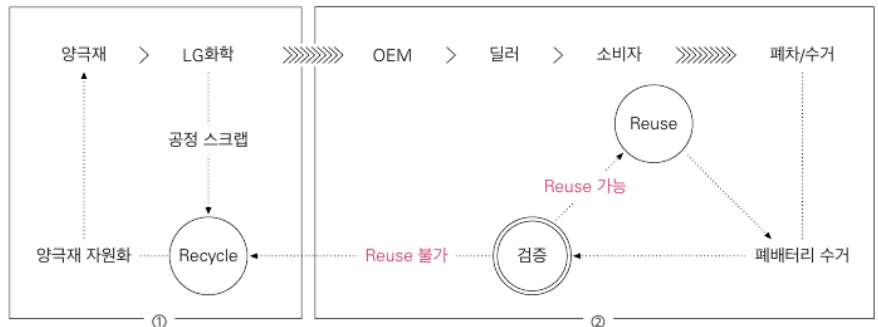 양극재 > LG화학 OEM > 딜러 > 소비자 폐차/수거
Reuse
공정 스크랩
Reuse 가능
양극재 자원화 Recycle Reuse 불가 검증 폐배터리 수거
① ②